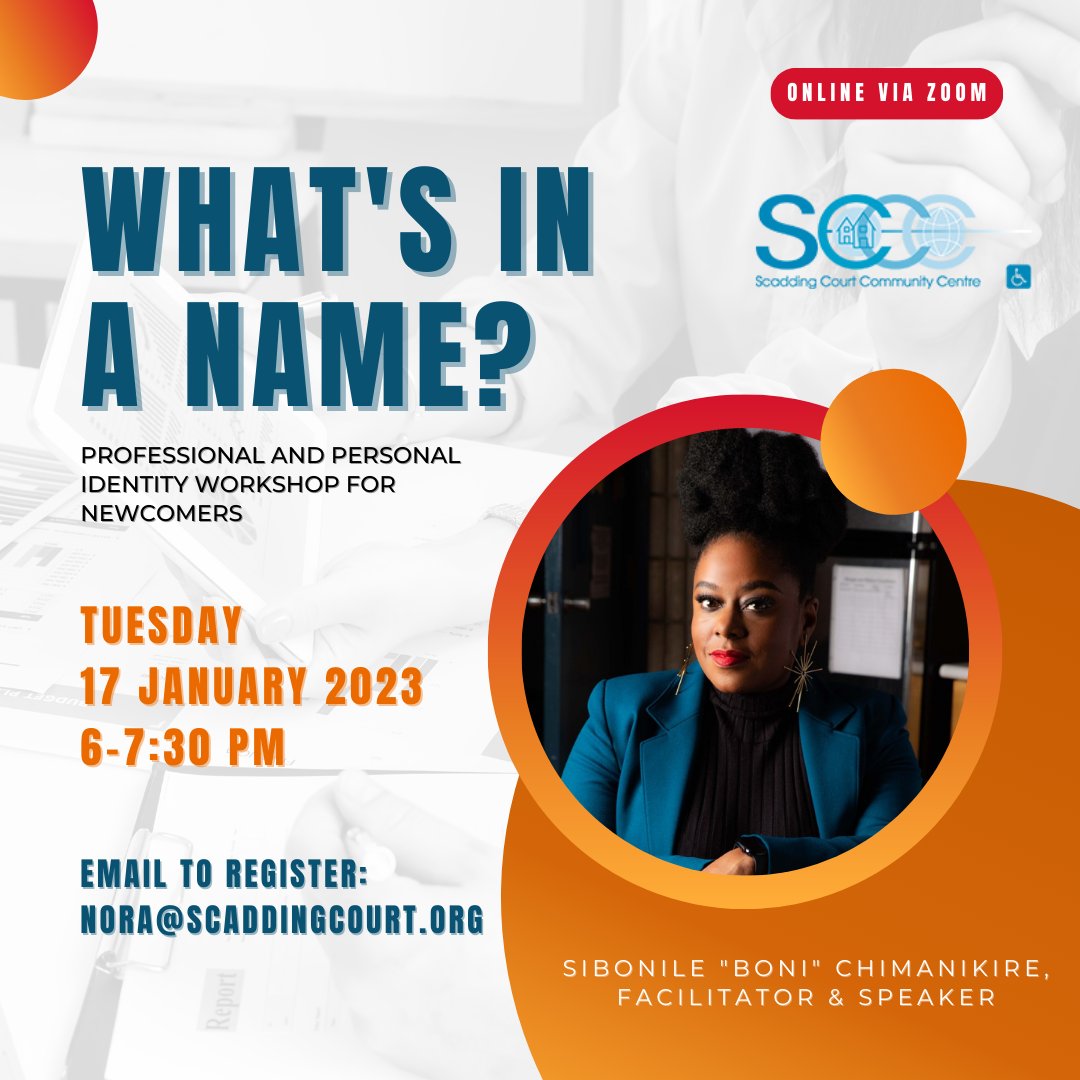 ONLINE VIA ZOOM
WHAT'S IN
A NAME?
SCCC
Scadding Court Community Centre
PROFESSIONAL AND PERSONAL
IDENTITY WORKSHOP FOR
NEWCOMERS
TUESDAY
17 JANUARY 2023
6-7:30 PM
EMAIL TO REGISTER:
NORA@SCADDINGCOURT.ORG
SIBONILE "BONI" CHIMANIKIRE,
FACILITATOR & SPEAKER
Report